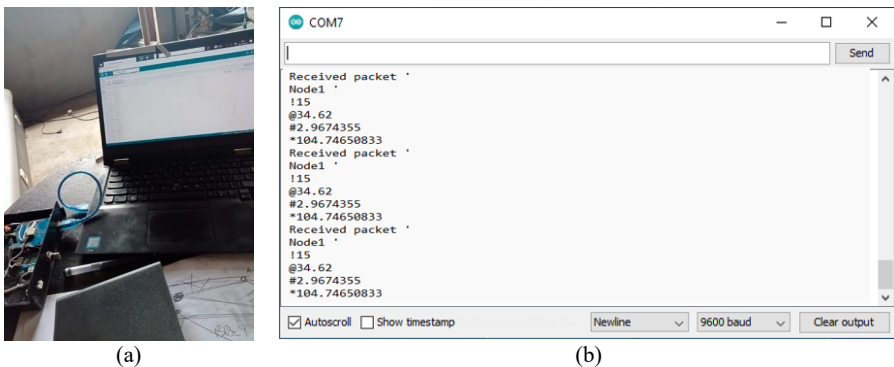 COM7
Send
Received packet '
Node1 '
!15
@34.62
#2.9674355
*104.74650833
Received packet '
Node1 '
!15
@34.62
#2.9674355
*104.74650833
Received packet '
Node1 '
!15
@34.62
#2.9674355
*104.74650833
Autoscroll Show timestamp Newline 9600 baud Clear output
(a) (b)